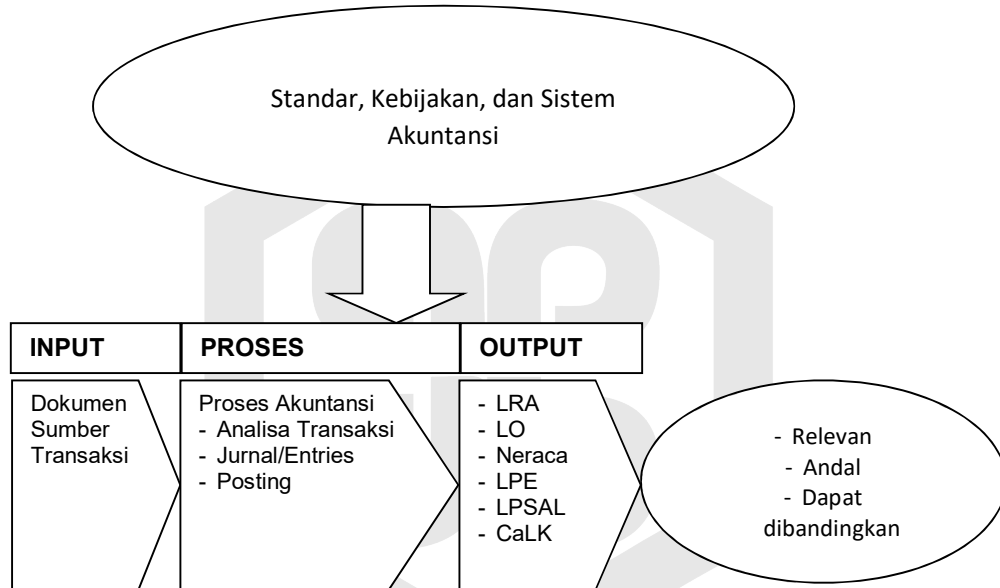 Standar, Kebijakan, dan Sistem
Akuntansi
INPUT
PROSES
OUTPUT
Dokumen
Sumber
Transaksi
Proses Akuntansi
- Analisa Transaksi
- Jurnal/Entries
- Posting
- LRA
- LO
- Neraca
- LPE
- LPSAL
- CaLK
- Relevan
- Andal
- Dapat
dibandingkan